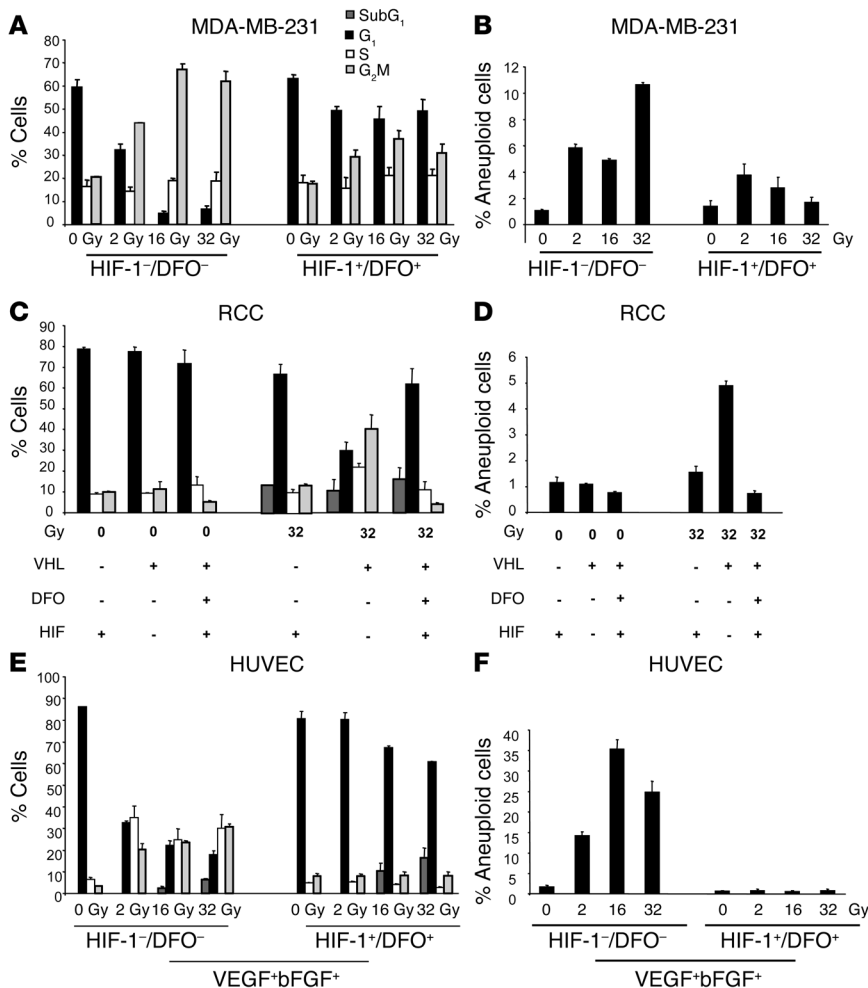 A
MDA-MB-231
SubG₁
G₁
S
G₂M
% Cells
80
70
60
50
40
30
20
10
0
0 Gy 2 Gy 16 Gy 32 Gy 0 Gy 2 Gy 16 Gy 32 Gy
HIF-1⁻/DFO⁻ HIF-1⁺/DFO⁺
B
MDA-MB-231
% Aneuploid cells
12
10
8
6
4
2
0
0 2 16 32 0 2 16 32 Gy
HIF-1⁻/DFO⁻ HIF-1⁺/DFO⁺
C
RCC
% Cells
90
80
70
60
50
40
30
20
10
0
Gy 0 0 0 32 32 32
VHL - + + - + +
DFO - - + - - +
HIF + - + + - +
D
RCC
% Aneuploid cells
6
5
4
3
2
1
0
0 0 0 32 32 32
- + + - + +
- - + - - +
+ - + + - +
E
HUVEC
% Cells
100
90
80
70
60
50
40
30
20
10
0
0 Gy 2 Gy 16 Gy 32 Gy 0 Gy 2 Gy 16 Gy 32 Gy
HIF-1⁻/DFO⁻ HIF-1⁺/DFO⁺
VEGF⁺bFGF⁺
F
HUVEC
% Aneuploid cells
40
35
30
25
20
15
10
5
0
0 2 16 32 0 2 16 32 Gy
HIF-1⁻/DFO⁻ HIF-1⁺/DFO⁺
VEGF⁺bFGF⁺